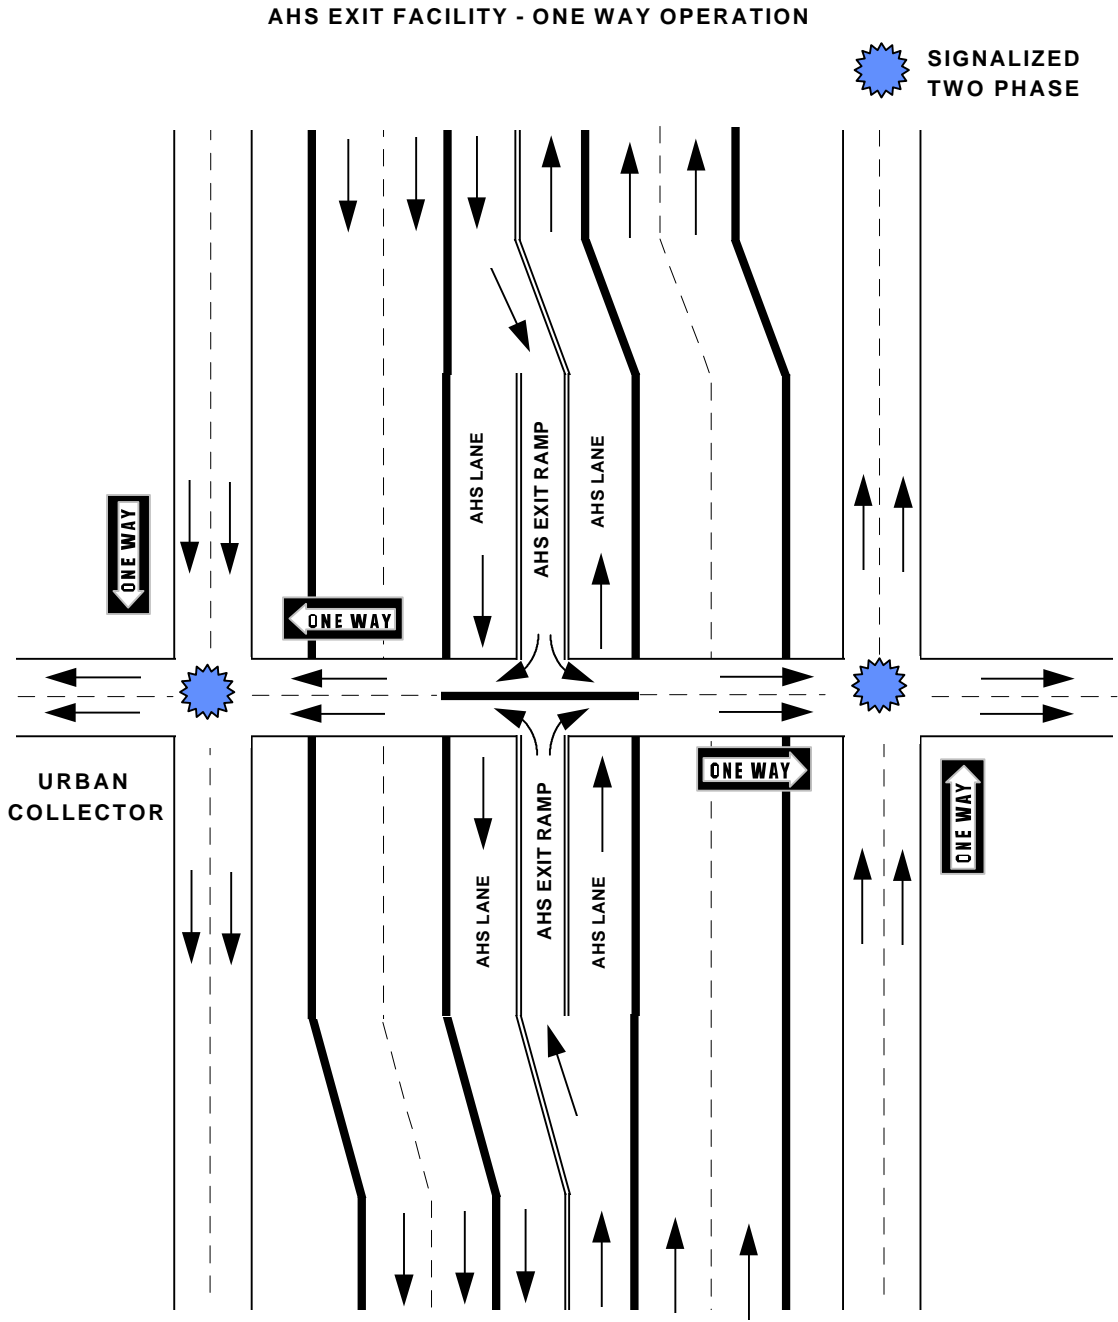 AHS EXIT FACILITY - ONE WAY OPERATION
SIGNALIZED
TWO PHASE
AHS LANE
AHS EXIT RAMP
AHS LANE
ONE WAY
ONE WAY
ONE WAY
ONE WAY
URBAN
COLLECTOR
AHS LANE
AHS EXIT RAMP
AHS LANE